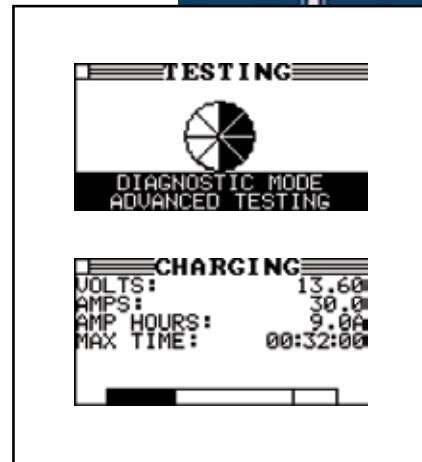 TESTING
DIAGNOSTIC MODE
ADVANCED TESTING
CHARGING
VOLTS: 13.60
AMPS: 30.0
AMP HOURS: 9.0A
MAX TIME: 00:32:00